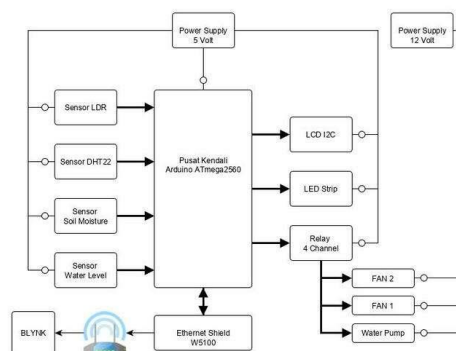 Power Supply
5 Volt
Power Supply
12 Volt
Sensor LDR
Sensor DHT22
Sensor
Soil Moisture
Sensor
Water Level
Pusat Kendali
Arduino ATmega2560
LCD I2C
LED Strip
Relay
4 Channel
FAN 2
FAN 1
Water Pump
BLYNK
Ethernet Shield
W5100